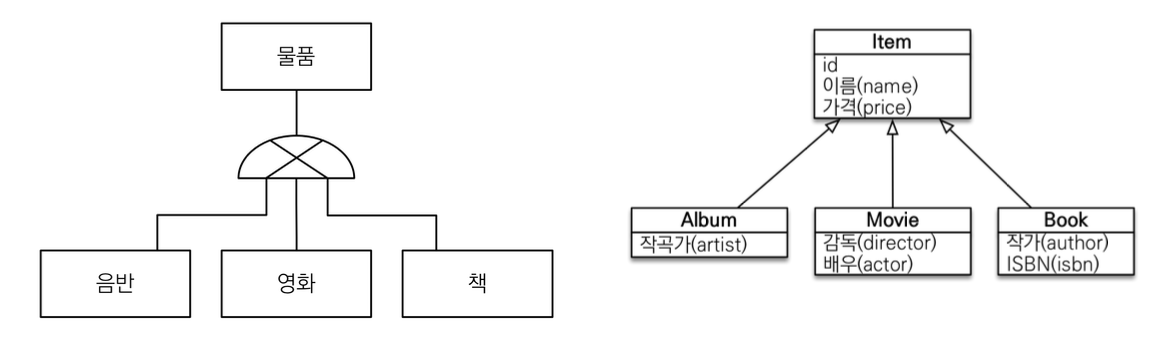 물품
음반
영화
책
Item
id
이름(name)
가격(price)
Album
작곡가(artist)
Movie
감독(director)
배우(actor)
Book
작가(author)
ISBN(isbn)